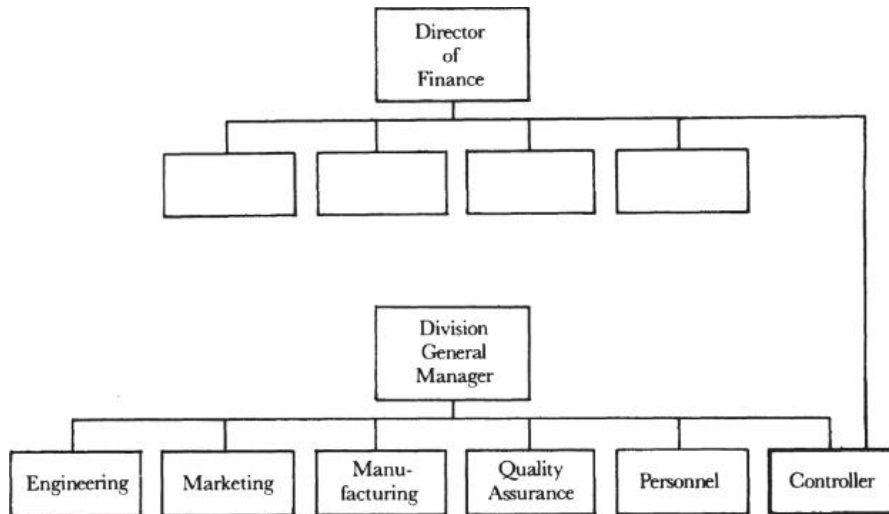 Director
of
Finance
Division
General
Manager
Engineering
Marketing
Manu-
facturing
Quality
Assurance
Personnel
Controller